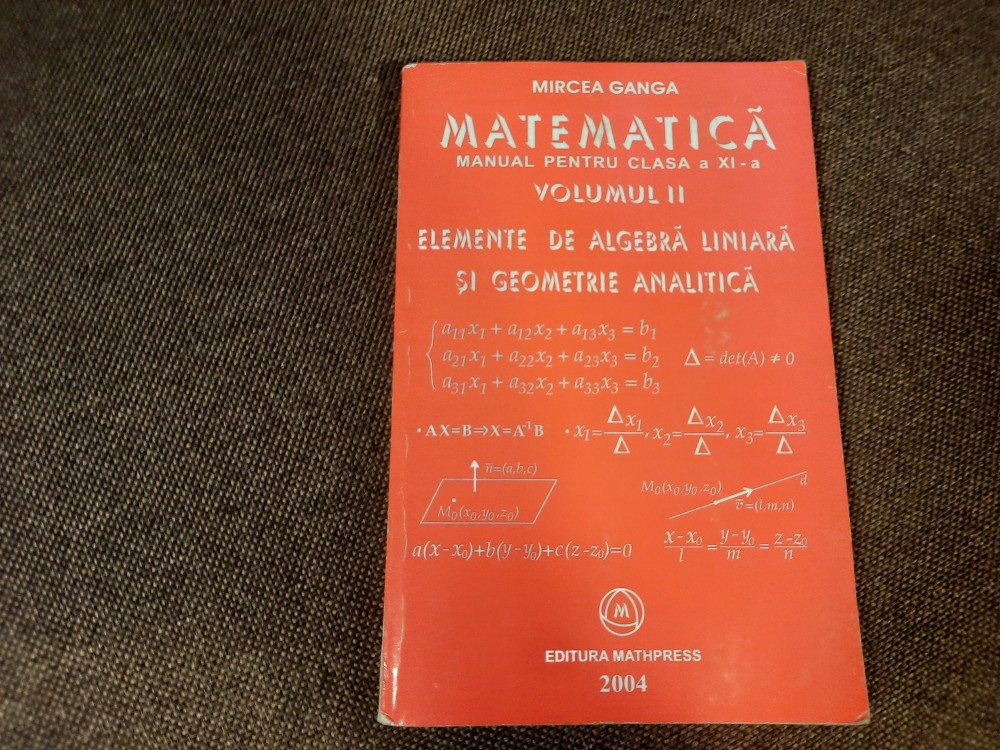 MIRCEA GANGA
MATEMATICĂ
MANUAL PENTRU CLASA a XI-a
VOLUMUL II
ELEMENTE DE ALGEBRĂ LINIARĂ
ŞI GEOMETRIE ANALITICĂ
a₁₁x₁ + a₁₂x₂ + a₁₃x₃ = b₁
a₂₁x₁ + a₂₂x₂ + a₂₃x₃ = b₂ Δ = det(A) ≠ 0
a₃₁x₁ + a₃₂x₂ + a₃₃x₃ = b₃
• AX=B⇒X=A⁻¹B • x₁=Δx₁/Δ, x₂=Δx₂/Δ, x₃=Δx₃/Δ
n̄=(a,b,c)
M₀(x₀,y₀,z₀)
d
M₀(x₀,y₀,z₀)
v̄=(l,m,n)
a(x-x₀)+b(y-y₀)+c(z-z₀)=0
x-x₀/l = y-y₀/m = z-z₀/n
M
EDITURA MATHPRESS
2004